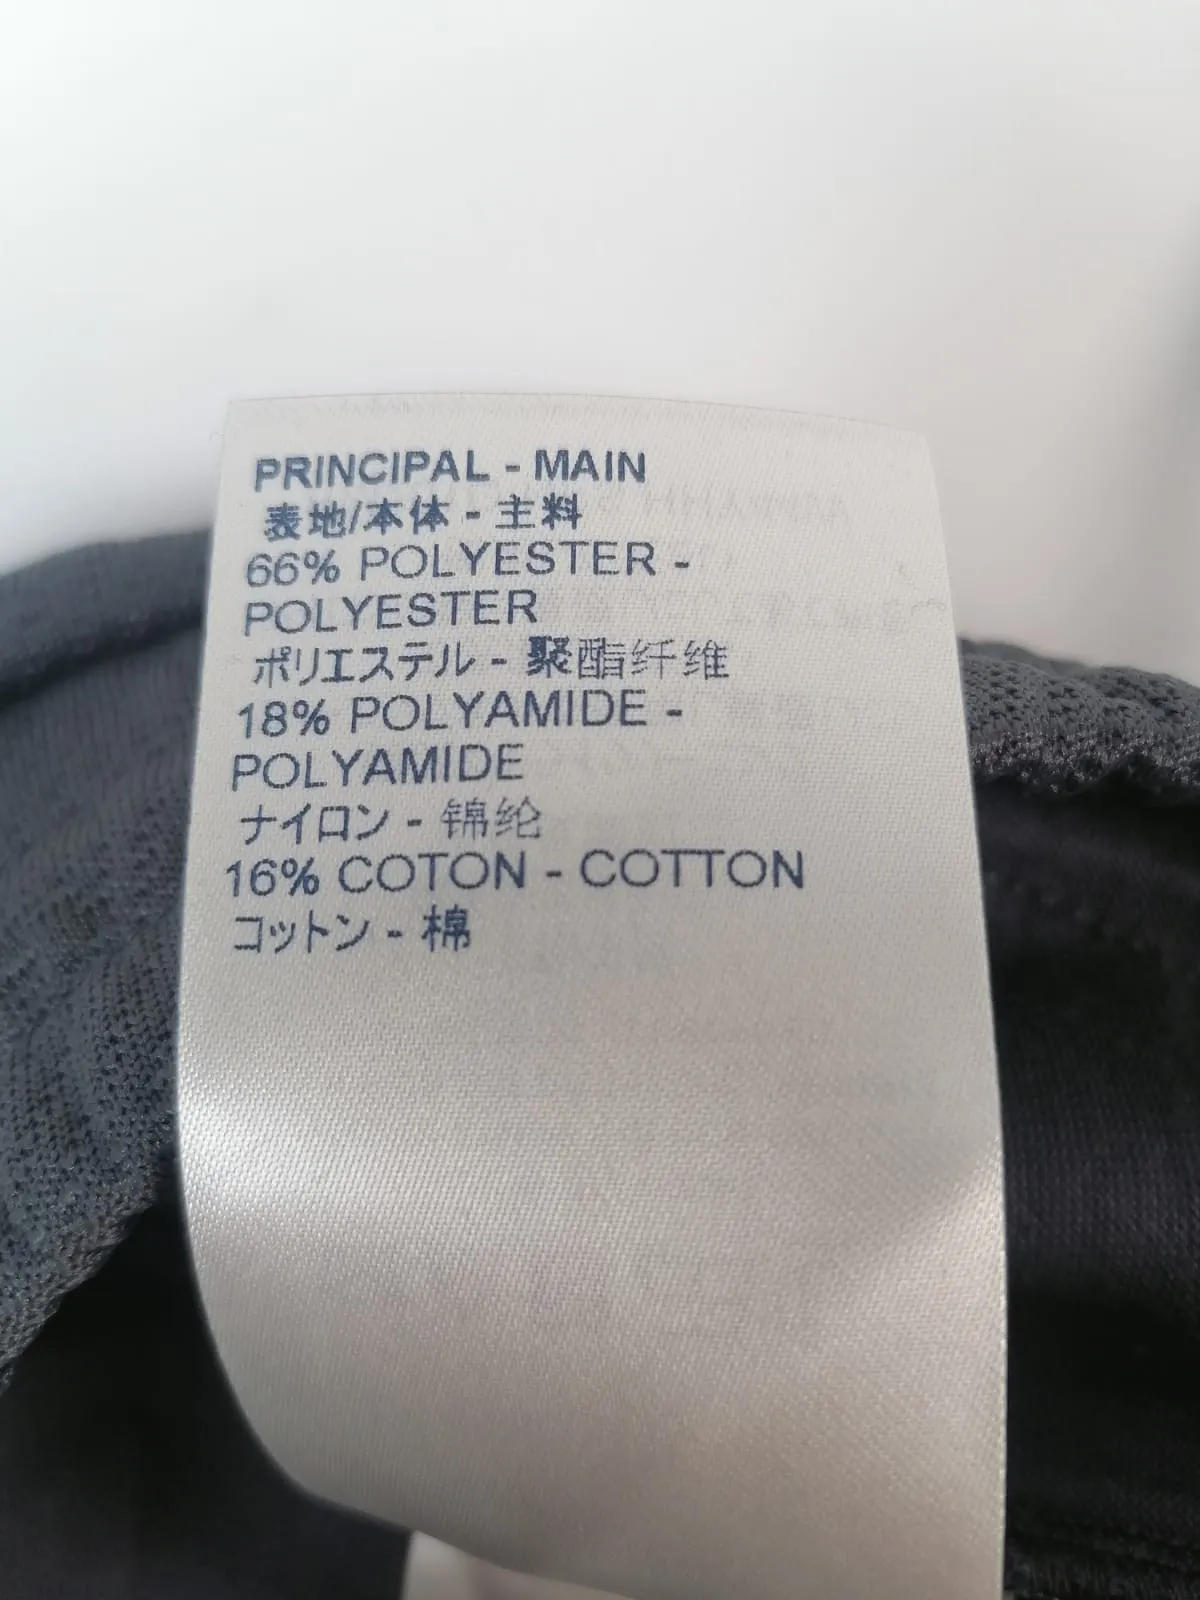 PRINCIPAL - MAIN
表地/本体 - 主料
66% POLYESTER -
POLYESTER
ポリエステル - 聚酯纤维
18% POLYAMIDE -
POLYAMIDE
ナイロン - 锦纶
16% COTON - COTTON
コットン - 棉